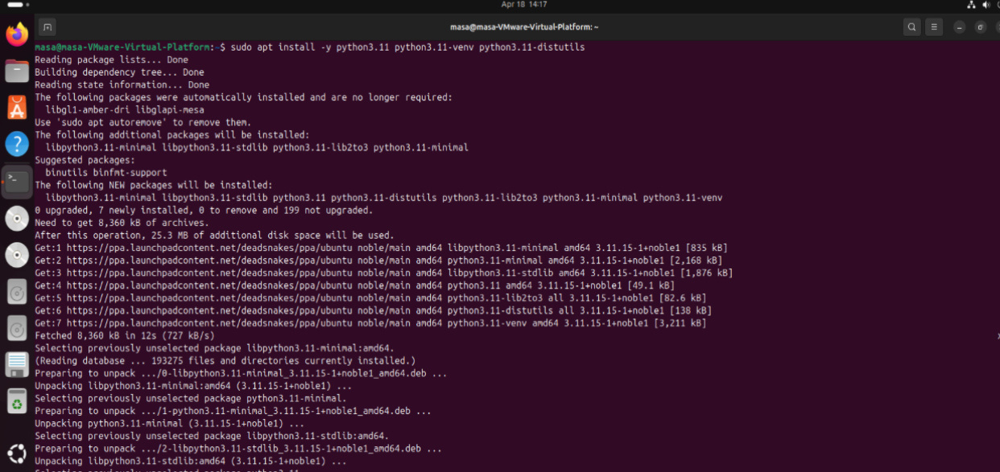 Apr 18 14:17
masa@masa-VMware-Virtual-Platform: ~
masa@masa-VMware-Virtual-Platform:~$ sudo apt install -y python3.11 python3.11-venv python3.11-distutils
Reading package lists... Done
Building dependency tree... Done
Reading state information... Done
The following packages were automatically installed and are no longer required:
libgl1-amber-dri libglapi-mesa
Use 'sudo apt autoremove' to remove them.
The following additional packages will be installed:
libpython3.11-minimal libpython3.11-stdlib python3.11-lib2to3 python3.11-minimal
Suggested packages:
binutils binfmt-support
The following NEW packages will be installed:
libpython3.11-minimal libpython3.11-stdlib python3.11 python3.11-distutils python3.11-lib2to3 python3.11-minimal python3.11-venv
0 upgraded, 7 newly installed, 0 to remove and 199 not upgraded.
Need to get 8,360 kB of archives.
After this operation, 25.3 MB of additional disk space will be used.
Get:1 https://ppa.launchpadcontent.net/deadsnakes/ppa/ubuntu noble/main amd64 libpython3.11-minimal amd64 3.11.15-1+noble1 [835 kB]
Get:2 https://ppa.launchpadcontent.net/deadsnakes/ppa/ubuntu noble/main amd64 python3.11-minimal amd64 3.11.15-1+noble1 [2,168 kB]
Get:3 https://ppa.launchpadcontent.net/deadsnakes/ppa/ubuntu noble/main amd64 libpython3.11-stdlib amd64 3.11.15-1+noble1 [1,876 kB]
Get:4 https://ppa.launchpadcontent.net/deadsnakes/ppa/ubuntu noble/main amd64 python3.11 amd64 3.11.15-1+noble1 [49.1 kB]
Get:5 https://ppa.launchpadcontent.net/deadsnakes/ppa/ubuntu noble/main amd64 python3.11-lib2to3 all 3.11.15-1+noble1 [82.6 kB]
Get:6 https://ppa.launchpadcontent.net/deadsnakes/ppa/ubuntu noble/main amd64 python3.11-distutils all 3.11.15-1+noble1 [138 kB]
Get:7 https://ppa.launchpadcontent.net/deadsnakes/ppa/ubuntu noble/main amd64 python3.11-venv amd64 3.11.15-1+noble1 [3,211 kB]
Fetched 8,360 kB in 12s (727 kB/s)
Selecting previously unselected package libpython3.11-minimal:amd64.
(Reading database ... 193275 files and directories currently installed.)
Preparing to unpack .../0-libpython3.11-minimal_3.11.15-1+noble1_amd64.deb ...
Unpacking libpython3.11-minimal:amd64 (3.11.15-1+noble1) ...
Selecting previously unselected package python3.11-minimal.
Preparing to unpack .../1-python3.11-minimal_3.11.15-1+noble1_amd64.deb ...
Unpacking python3.11-minimal (3.11.15-1+noble1) ...
Selecting previously unselected package libpython3.11-stdlib:amd64.
Preparing to unpack .../2-libpython3.11-stdlib_3.11.15-1+noble1_amd64.deb ...
Unpacking libpython3.11-stdlib:amd64 (3.11.15-1+noble1) ...